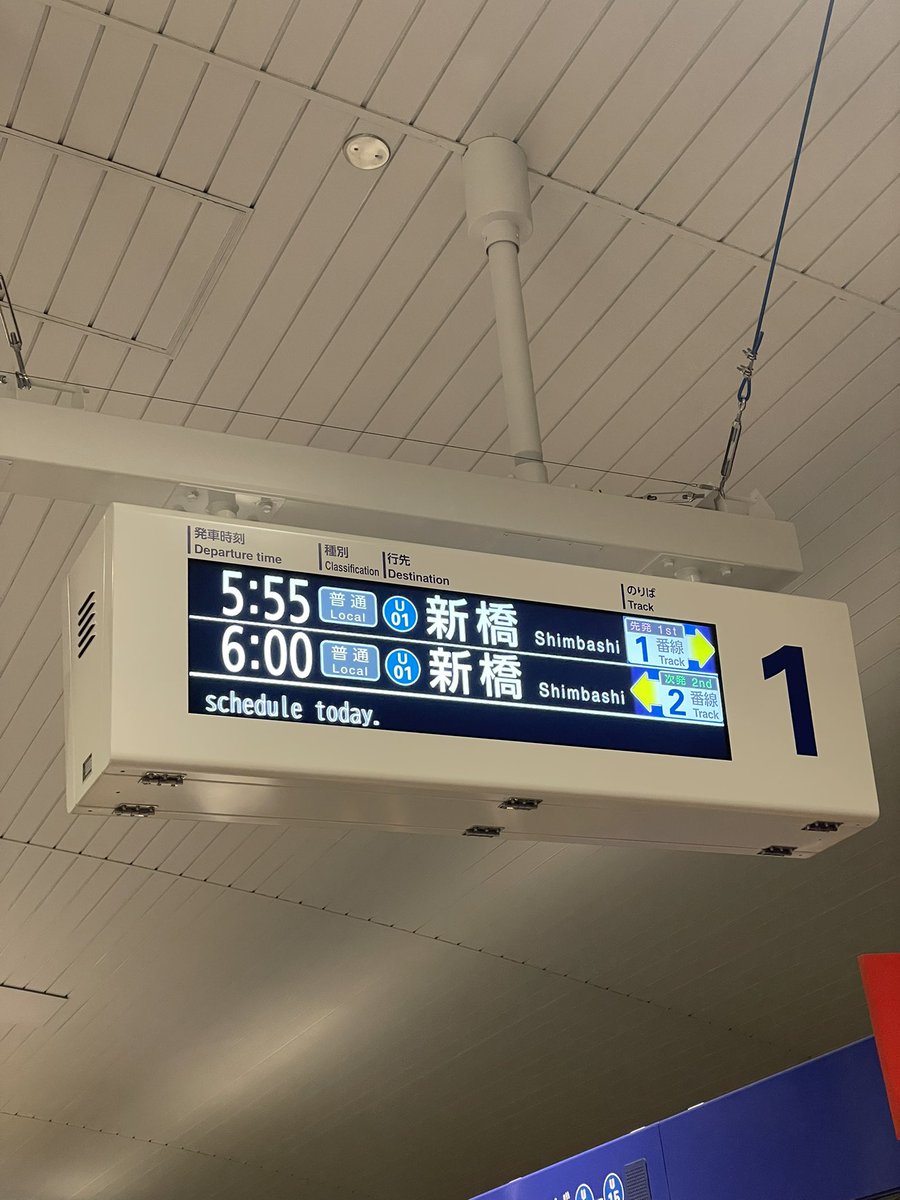 発車時刻 種別 行先 のりば
Departure time Classification Destination Track
5:55 普通 Local U 01 新橋 Shimbashi 先発 1st 1 番線 Track
6:00 普通 Local U 01 新橋 Shimbashi 次発 2nd 2 番線 Track
schedule today.
1